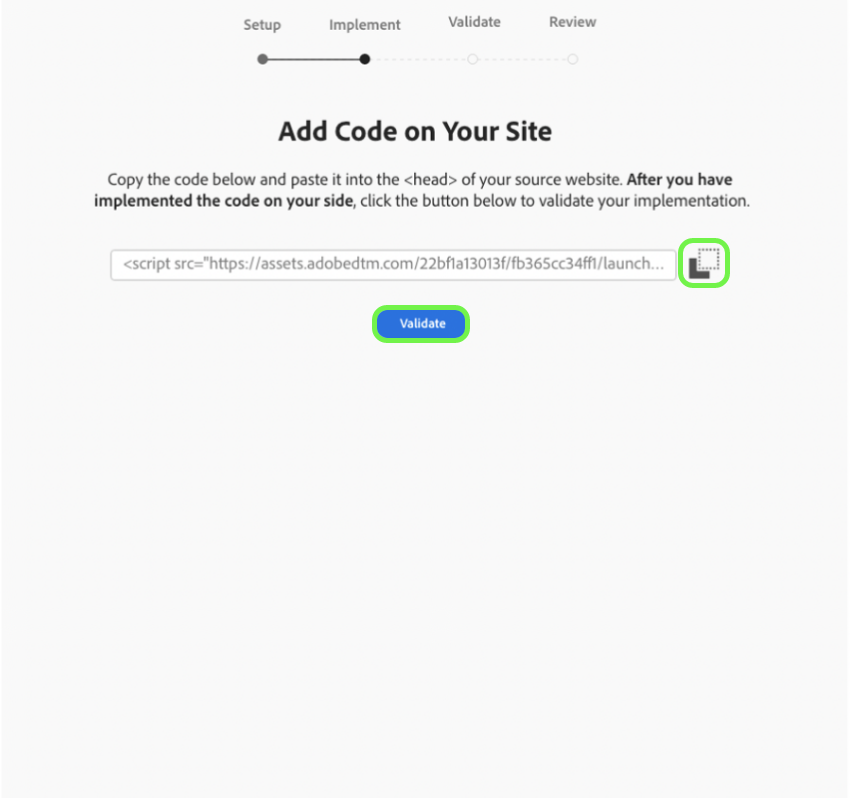 Setup Implement Validate Review
Add Code on Your Site
Copy the code below and paste it into the <head> of your source website. After you have
implemented the code on your side, click the button below to validate your implementation.
<script src="https://assets.adobedtm.com/22bf1a13013f/fb365cc34ff1/launch...
Validate